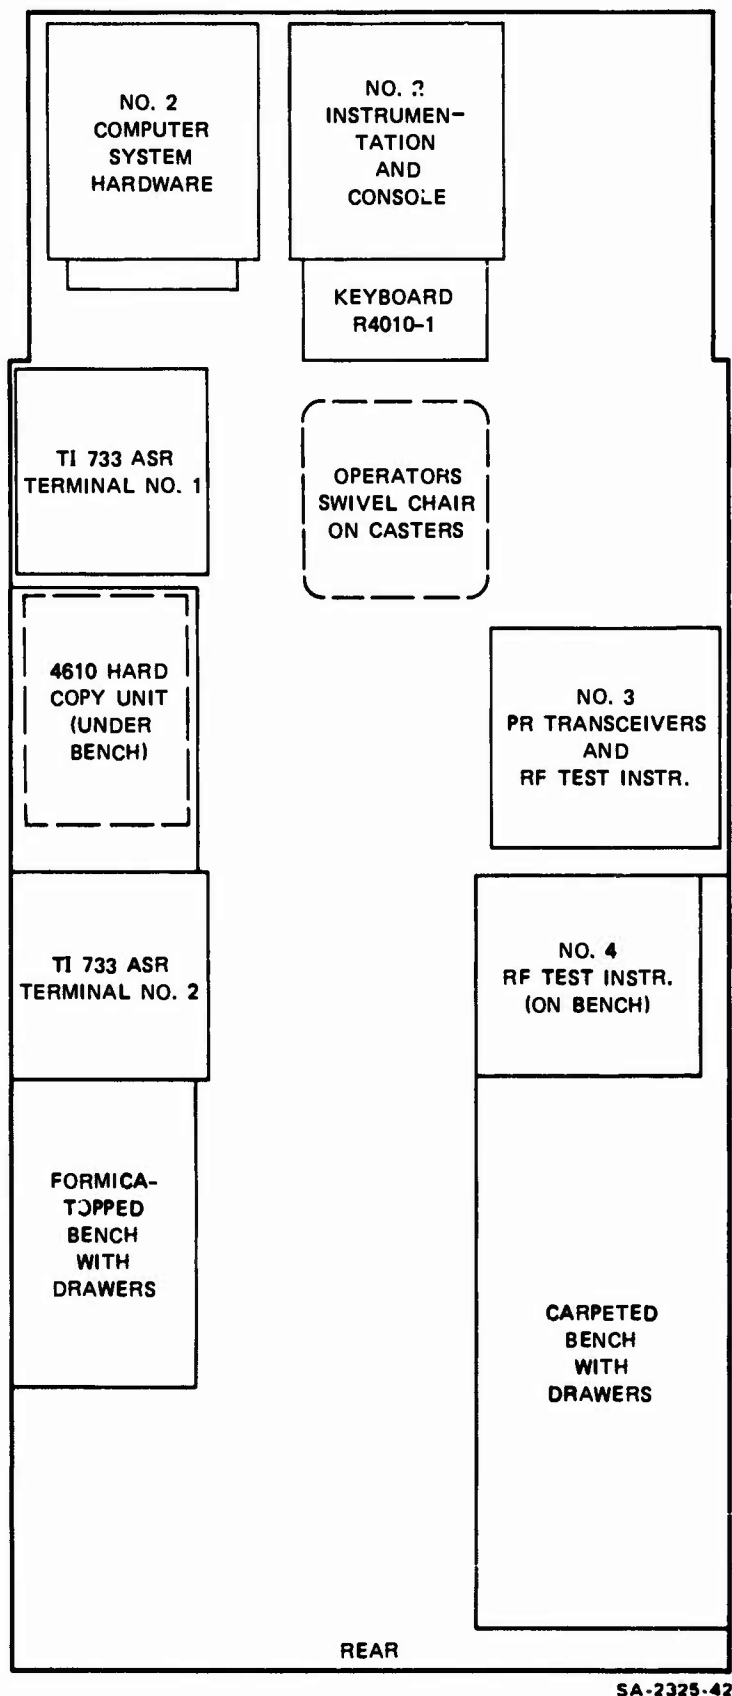 NO. 2
COMPUTER
SYSTEM
HARDWARE
NO.
INSTRUMEN-
TATION
AND
CONSOLE
KEYBOARD
R4010-1
TI 733 ASR
TERMINAL NO. 1
OPERATORS
SWIVEL CHAIR
ON CASTERS
4610 HARD
COPY UNIT
(UNDER
BENCH)
NO. 3
PR TRANSCEIVERS
AND
RF TEST INSTR.
TI 733 ASR
TERMINAL NO. 2
NO. 4
RF TEST INSTR.
(ON BENCH)
FORMICA-
TOPPED
BENCH
WITH
DRAWERS
CARPETED
BENCH
WITH
DRAWERS
REAR
SA-2325-42